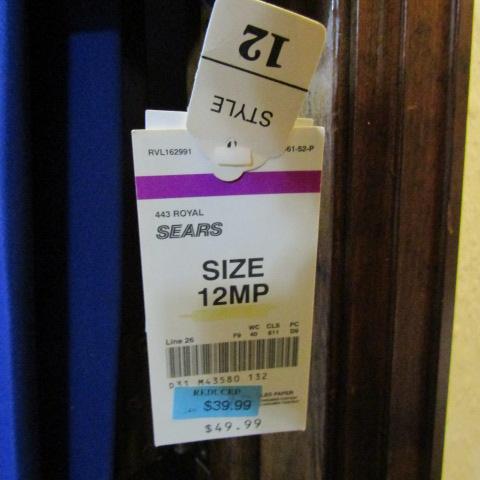 12
STYLE
RVL162991
-61-52-P
443 ROYAL
SEARS
SIZE
12MP
WC CLS PC
Line 26 F9 40 611 D9
D31 M43580 132
REDUCED
$39.99
$49.99